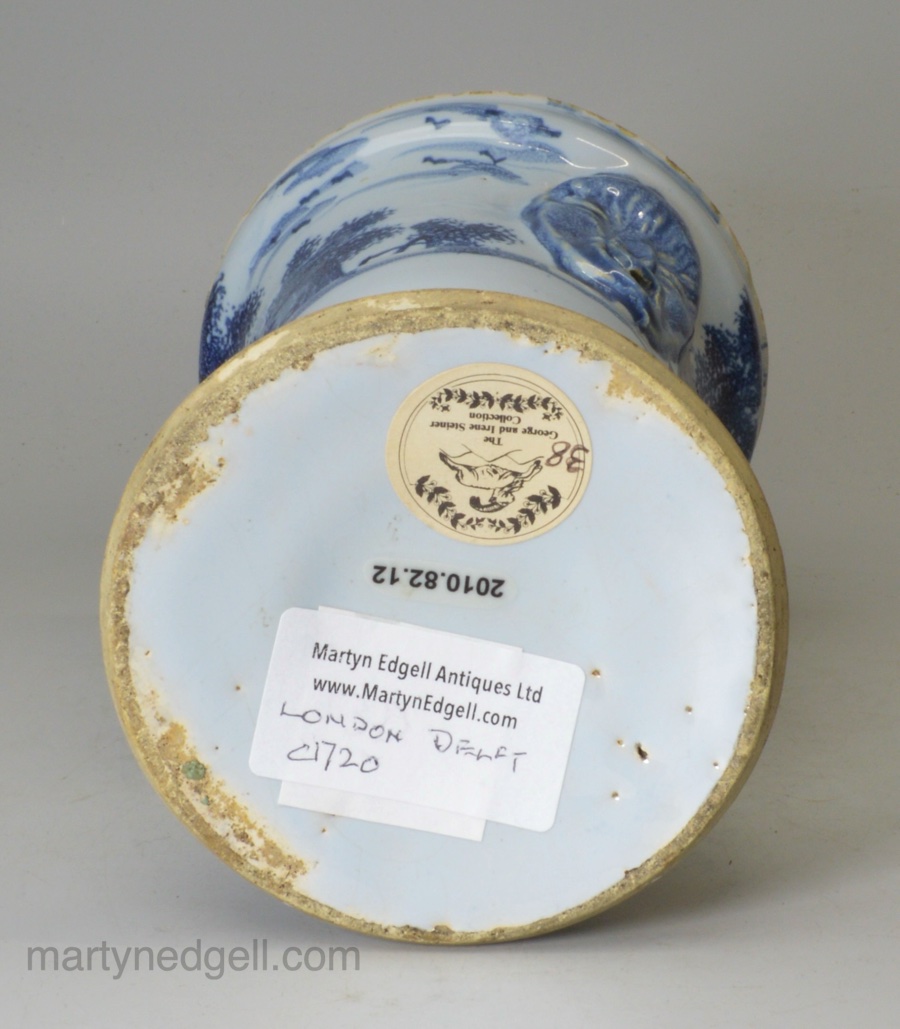 The
George and Irene Steiner
Collection
38
2010.82.12
Martyn Edgell Antiques Ltd
www.MartynEdgell.com
LONDON DELFT
C1720
martynedgell.com